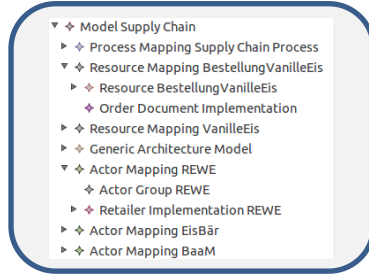 Model Supply Chain
Process Mapping Supply Chain Process
Resource Mapping BestellungVanilleEis
Resource BestellungVanilleEis
Order Document Implementation
Resource Mapping VanilleEis
Generic Architecture Model
Actor Mapping REWE
Actor Group REWE
Retailer Implementation REWE
Actor Mapping EisBär
Actor Mapping BaaM